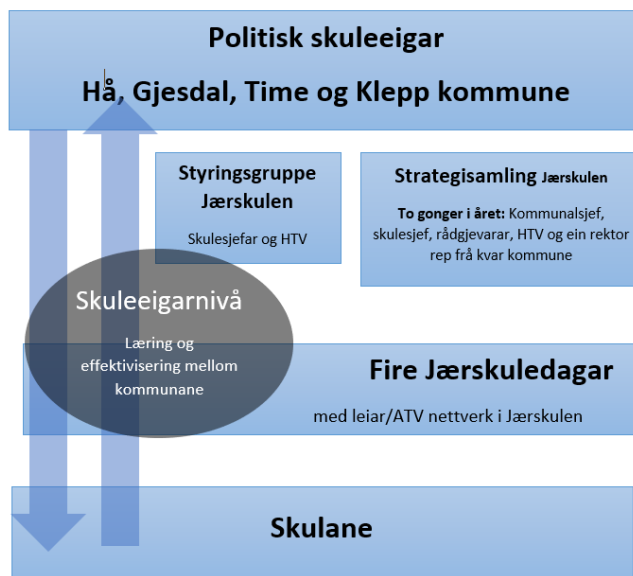 Politisk skuleeigar
Hå, Gjesdal, Time og Klepp kommune
Styringsgruppe
Jærskulen
Skulesjefar og HTV
Strategisamling Jærskulen
To gonger i året: Kommunalsjef,
skulesjef, rådgjevarar, HTV og ein rektor
rep frå kvar kommune
Skuleeigarnivå
Læring og
effektivisering mellom
kommunane
Fire Jærskuledagar
med leiar/ATV nettverk i Jærskulen
Skulane